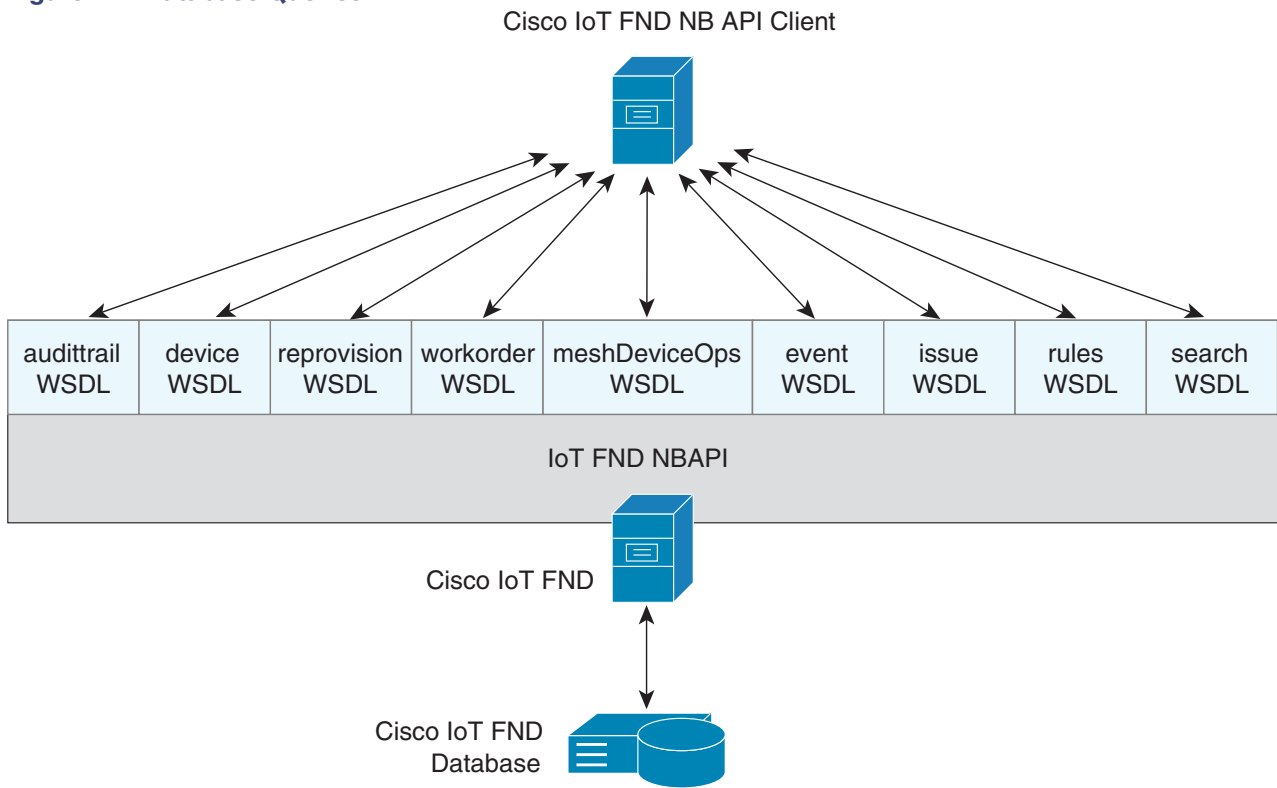 Cisco IoT FND NB API Client
audittrail
WSDL
device
WSDL
reprovision
WSDL
workorder
WSDL
meshDeviceOps
WSDL
event
WSDL
issue
WSDL
rules
WSDL
search
WSDL
IoT FND NBAPI
Cisco IoT FND
Cisco IoT FND
Database